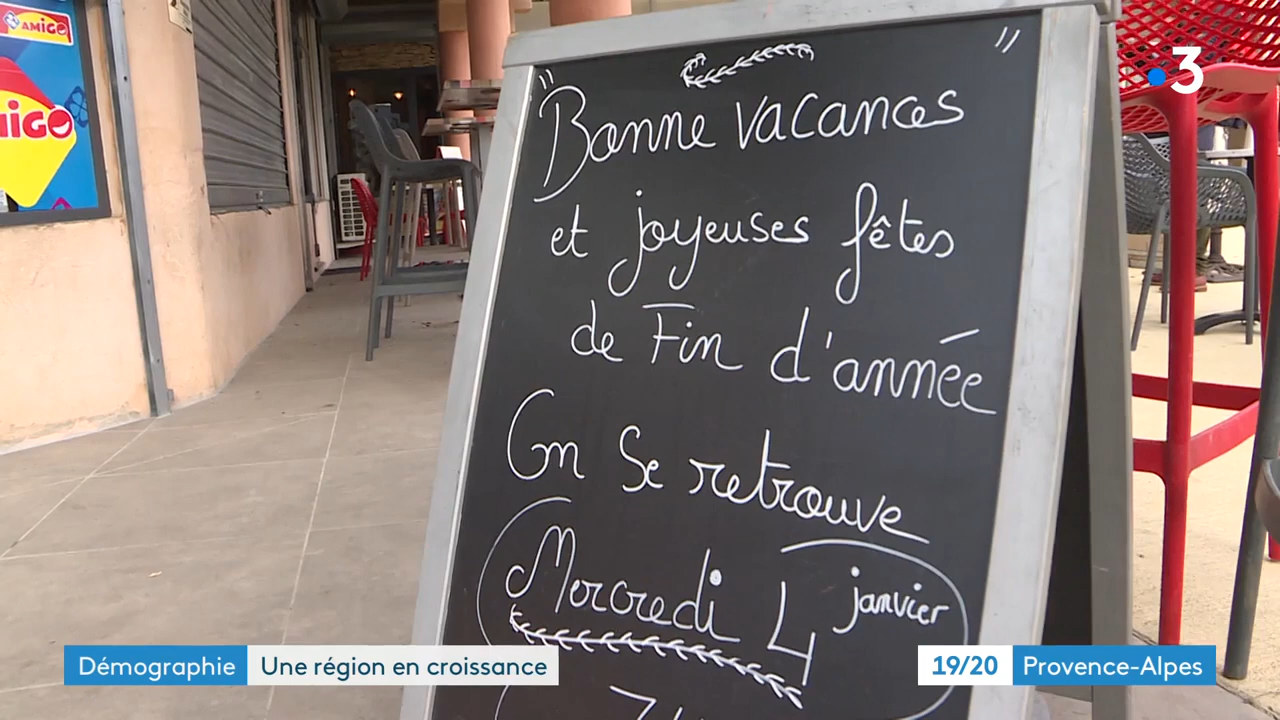 AMIGO
3
" Bonne vacances "
et joyeuses fêtes
de Fin d'année
On Se retrouve
Mercredi 4 janvier
Démographie Une région en croissance
19/20 Provence-Alpes